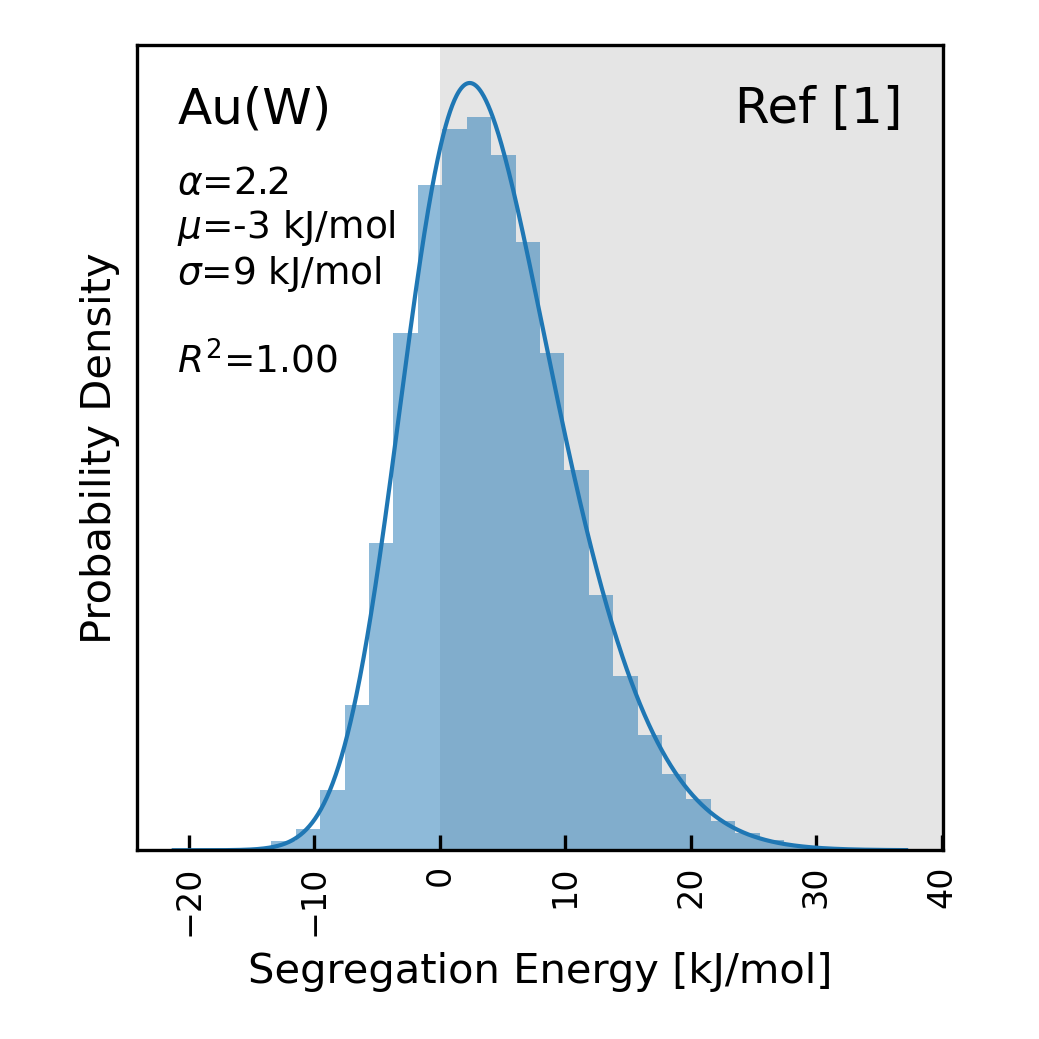 Au(W)
Ref [1]
α=2.2
μ=-3 kJ/mol
σ=9 kJ/mol
R²=1.00
Probability Density
−20 −10 0 10 20 30 40
Segregation Energy [kJ/mol]